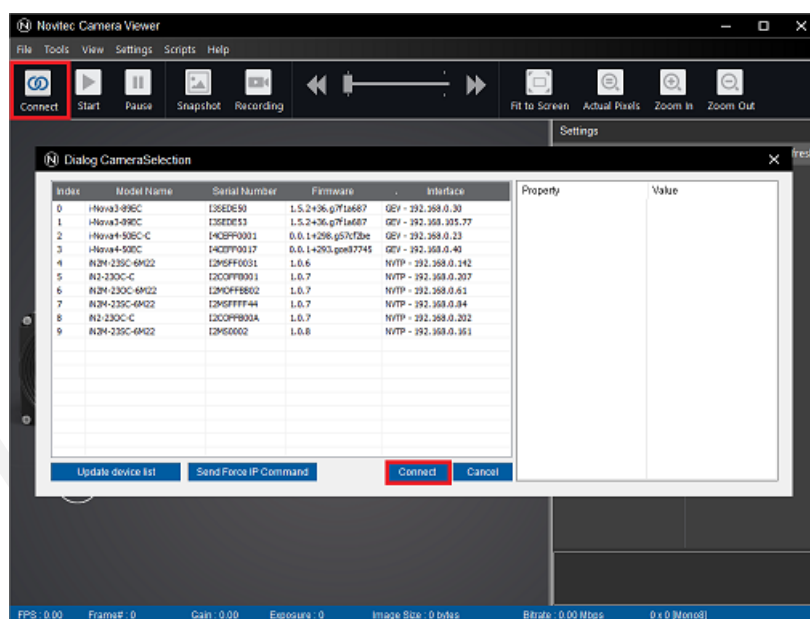 Novitec Camera Viewer
File Tools View Settings Scripts Help
Connect Start Pause Snapshot Recording Fit to Screen Actual Pixels Zoom In Zoom Out
Settings
Dialog CameraSelection
Index Model Name Serial Number Firmware . Interface Property Value
0 i-Nova3-89EC I3SEDE50 1.5.2+36.g7f1a687 GEV - 192.168.0.30
1 i-Nova3-89EC I3SEDE53 1.5.2+36.g7f1a687 GEV - 192.168.105.77
2 i-Nova4-50EC-C I4CEFF0001 0.0.1+298.g57cf2be GEV - 192.168.0.23
3 i-Nova4-50EC GEV - 192.168.0.40
4 iN2M-23SC-6M22 I2MSFF0031 1.0.6 NVTP - 192.168.0.142
5 iN2-23OC-C I2COFFB001 1.0.7 NVTP - 192.168.0.207
6 iN2M-23OC-6M22 I2MOFFBB02 1.0.7 NVTP - 192.168.0.61
7 iN2M-23SC-6M22 I2MSFFFF44 1.0.7 NVTP - 192.168.0.84
8 iN2-23OC-C I2COFFB00A 1.0.7 NVTP - 192.168.0.202
9 iN2M-23SC-6M22 I2MS0002 1.0.8 NVTP - 192.168.0.161
Update device list Send Force IP Command Connect Cancel
FPS : 0.00 Frame# : 0 Gain : 0.00 Exposure : 0 Image Size : 0 bytes Bitrate : 0.00 Mbps 0 x 0 [Mono8]